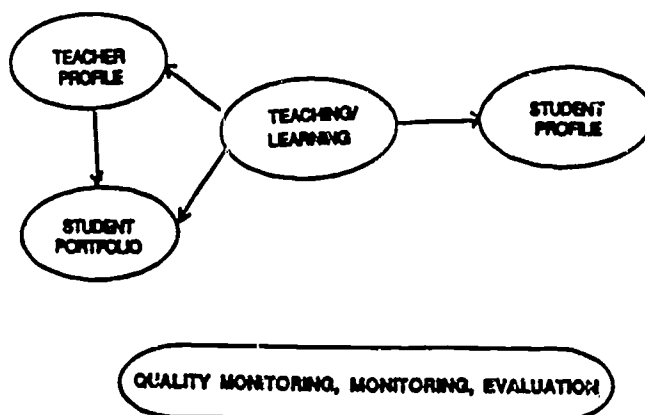 TEACHER
PROFILE
TEACHING/
LEARNING
STUDENT
PROFILE
STUDENT
PORTFOLIO
QUALITY MONITORING, MONITORING, EVALUATION